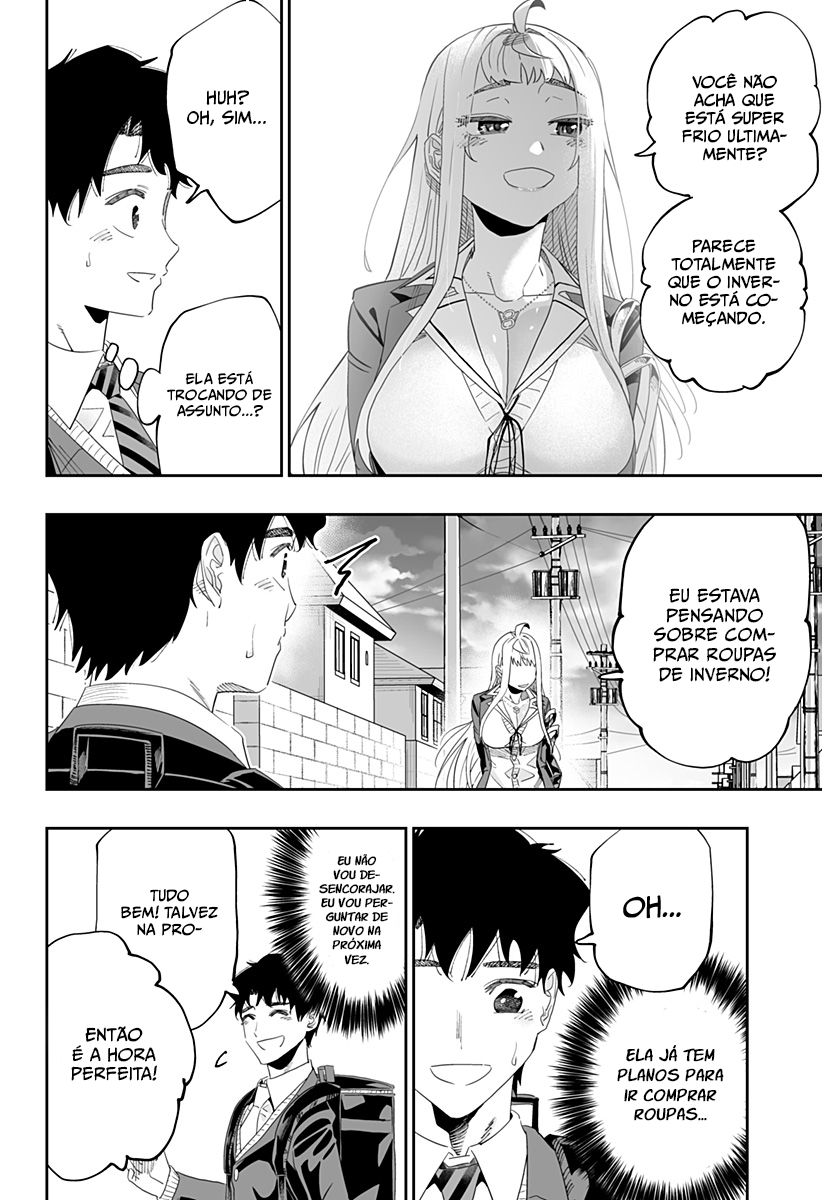 VOCÊ NÃO
ACHA QUE
ESTÁ SUPER
FRIO ULTIMA-
MENTE?
PARECE
TOTALMENTE
QUE O INVER-
NO ESTÁ CO-
MEÇANDO.
HUH?
OH, SIM...
ELA ESTÁ
TROCANDO DE
ASSUNTO...?
EU ESTAVA
PENSANDO
SOBRE COM-
PRAR ROUPAS
DE INVERNO!
OH...
ELA JÁ TEM
PLANOS PARA
IR COMPRAR
ROUPAS...
EU NÃO
VOU DE-
SENCORAJAR.
EU VOU PER-
GUNTAR DE
NOVO NA
PRÓXIMA
VEZ.
TUDO
BEM! TALVEZ
NA PRO-
ENTÃO
É A HORA
PERFEITA!